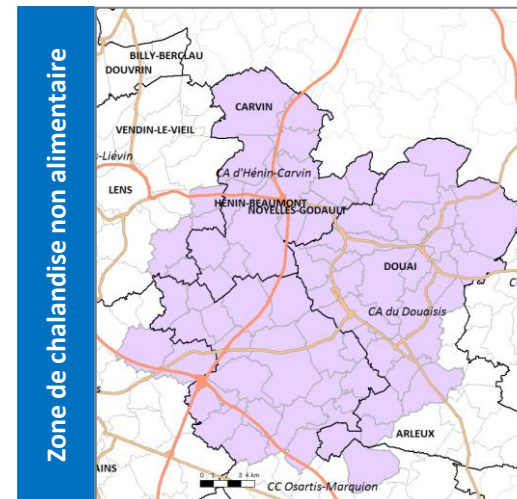 Zone de chalandise non alimentaire
BILLY-BERCLAU
DOUVRIN
CARVIN
VENDIN-LE-VIEIL
s-Liévin
CA d'Hénin-Carvin
LENS
HÉNIN-BEAUMONT
NOYELLES-GODAULT
DOUAI
CA du Douaisis
ARLEUX
AINS
CC Osartis-Marquion